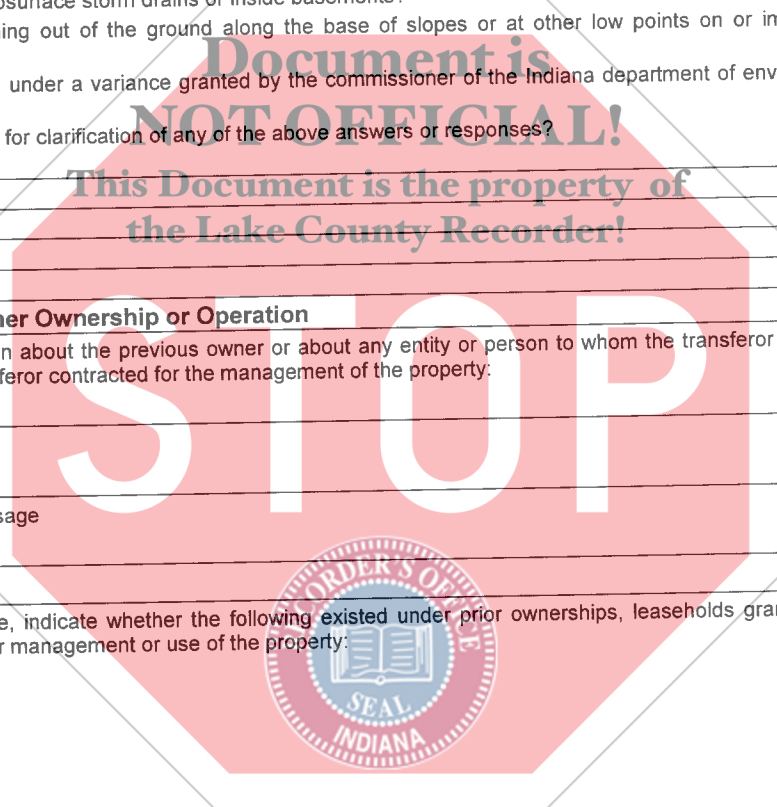 surface storm drains or inside basements?
ing out of the ground along the base of slopes or at other low points on or
Document is
under a variance granted by the commissioner of the Indiana department of
NOT OFFICIAL!
for clarification of any of the above answers or responses?
This Document is the property of
the Lake County Recorder!
STOP
er Ownership or Operation
n about the previous owner or about any entity or person to whom the transferor
feror contracted for the management of the property:
sage
RECORDER'S OFFICE
e, indicate whether the following existed under prior ownerships, leaseholds
r management or use of the property:
SEAL
INDIANA